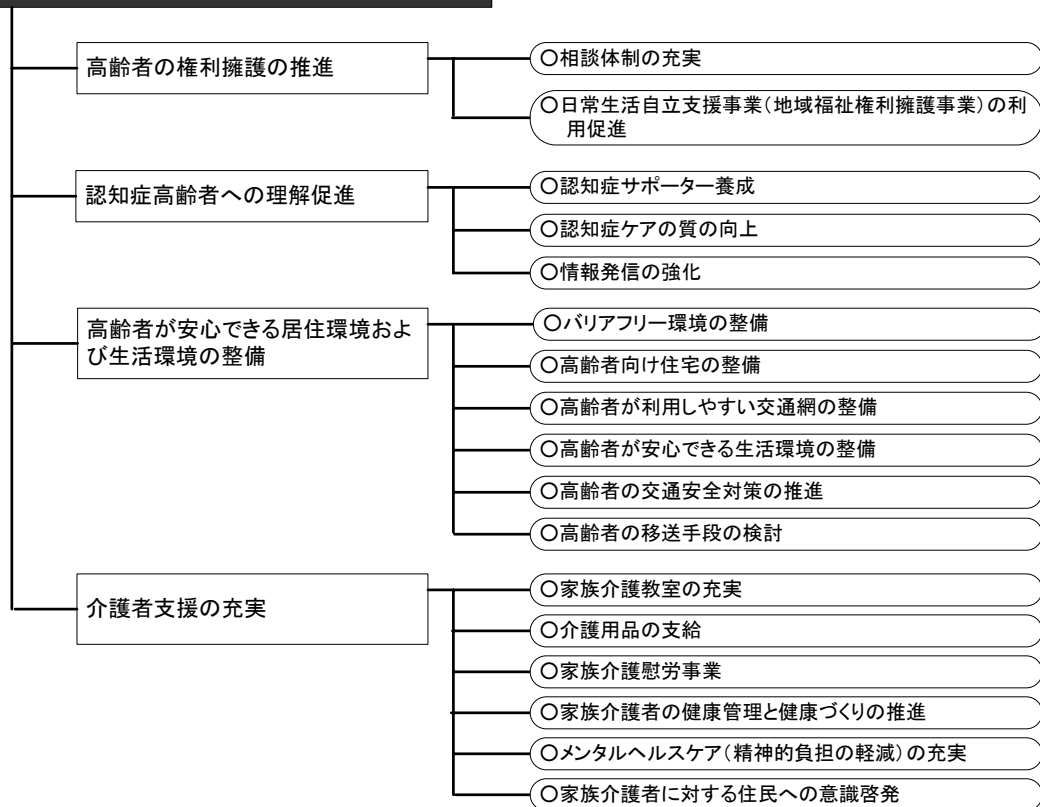 高齢者の権利擁護の推進
○相談体制の充実
○日常生活自立支援事業(地域福祉権利擁護事業)の利
用促進
認知症高齢者への理解促進
○認知症サポーター養成
○認知症ケアの質の向上
○情報発信の強化
高齢者が安心できる居住環境およ
び生活環境の整備
○バリアフリー環境の整備
○高齢者向け住宅の整備
○高齢者が利用しやすい交通網の整備
○高齢者が安心できる生活環境の整備
○高齢者の交通安全対策の推進
○高齢者の移送手段の検討
介護者支援の充実
○家族介護教室の充実
○介護用品の支給
○家族介護慰労事業
○家族介護者の健康管理と健康づくりの推進
○メンタルヘルスケア(精神的負担の軽減)の充実
○家族介護者に対する住民への意識啓発